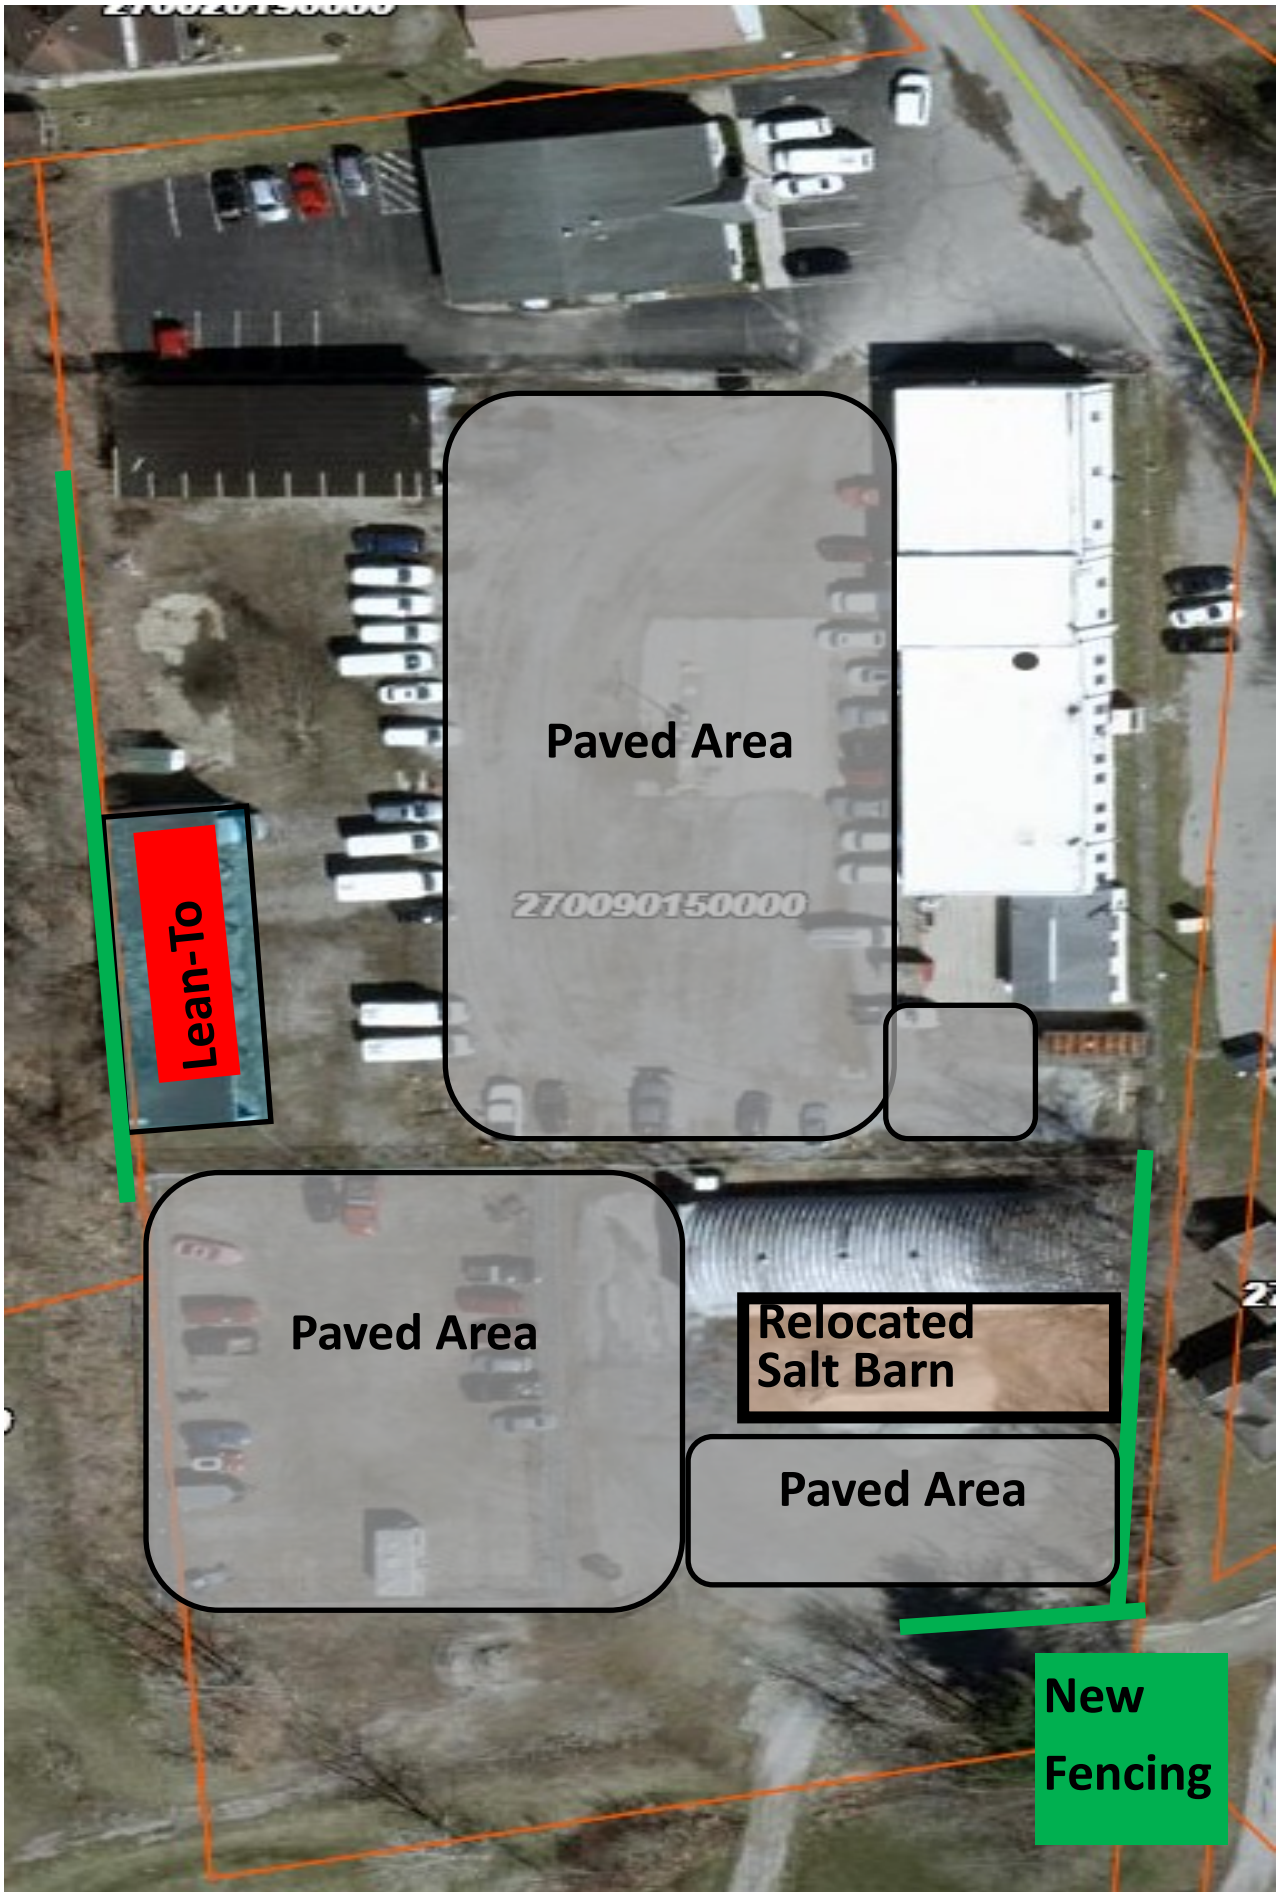 Paved Area
270090150000
Lean-To
Paved Area
Relocated
Salt Barn
Paved Area
New
Fencing